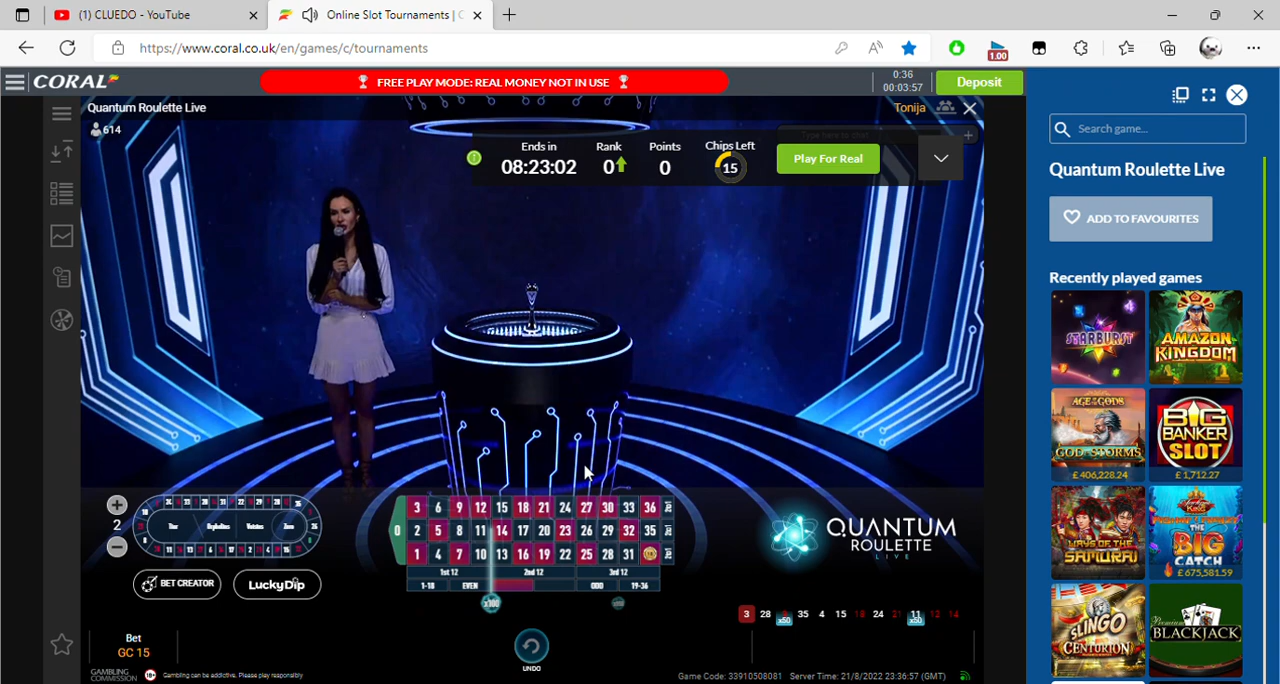 (1) CLUEDO - YouTube
Online Slot Tournaments | C
https://www.coral.co.uk/en/games/c/tournaments
1.00
CORAL
FREE PLAY MODE: REAL MONEY NOT IN USE
0:36
00:03:57
Deposit
Quantum Roulette Live
Tonija
614
Type here to chat
Ends in
08:23:02
Rank
0
Points
0
Chips Left
15
Play For Real
Search game...
Quantum Roulette Live
ADD TO FAVOURITES
Recently played games
STARBURST
AMAZON KINGDOM
AGE OF THE GODS
GOD OF STORMS
£ 406,228.24
BIG BANKER SLOT
£ 1,712.27
WAYS OF THE SAMURAI
THE BIG CATCH
£ 675,581.59
SLINGO CENTURION
Premium BLACKJACK
2
Tier
Orphelins
Voisins
Zero
0
3 6 9 12 15 18 21 24 27 30 33 36
2 5 8 11 14 17 20 23 26 29 32 35
1 4 7 10 13 16 19 22 25 28 31
1st 12
2nd 12
3rd 12
1-18
EVEN
ODD
19-36
x100
BET CREATOR
LuckyDip
QUANTUM
ROULETTE
LIVE
3 28 35 4 15 24 11
x50
x50
Bet
GC 15
UNDO
GAMBLING COMMISSION
18+
Gambling can be addictive. Please play responsibly
Game Code: 33910508081 Server Time: 21/8/2022 23:36:57 (GMT)